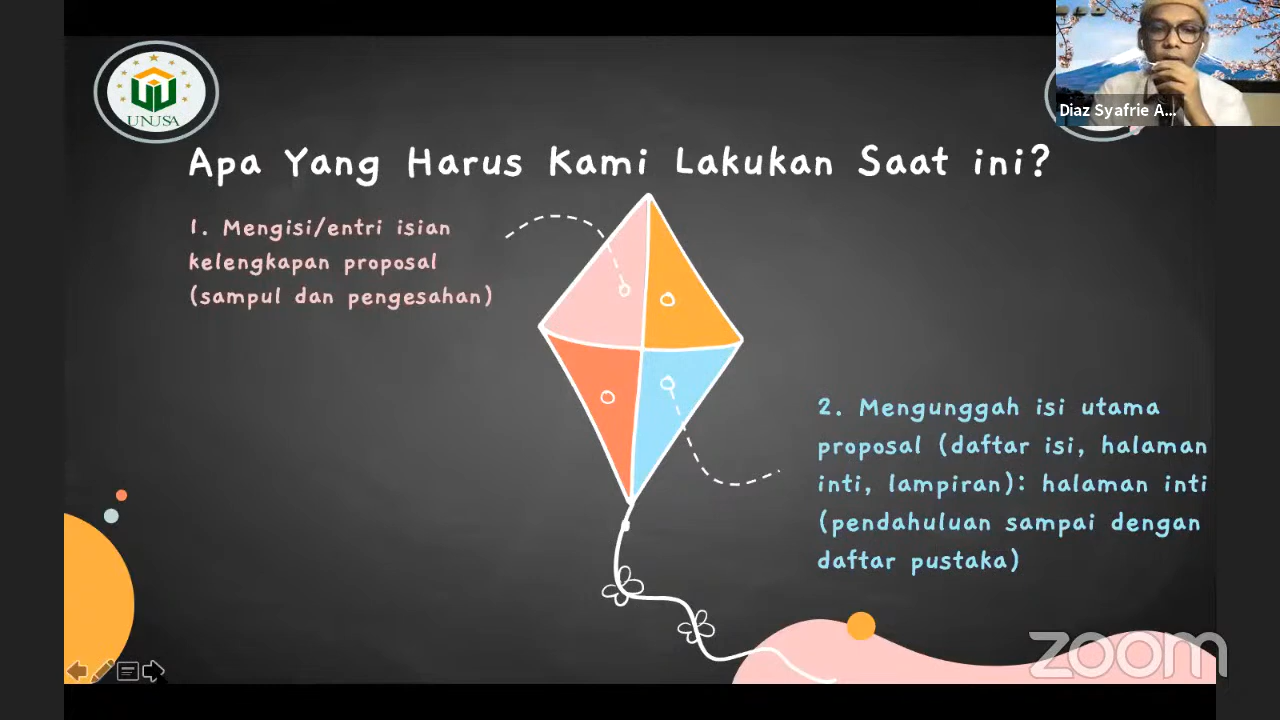 UNUSA
Diaz Syafrie A...
Apa Yang Harus Kami Lakukan Saat ini?
1. Mengisi/entri isian
kelengkapan proposal
(sampul dan pengesahan)
2. Mengunggah isi utama
proposal (daftar isi, halaman
inti, lampiran): halaman inti
(pendahuluan sampai dengan
daftar pustaka)
zoom